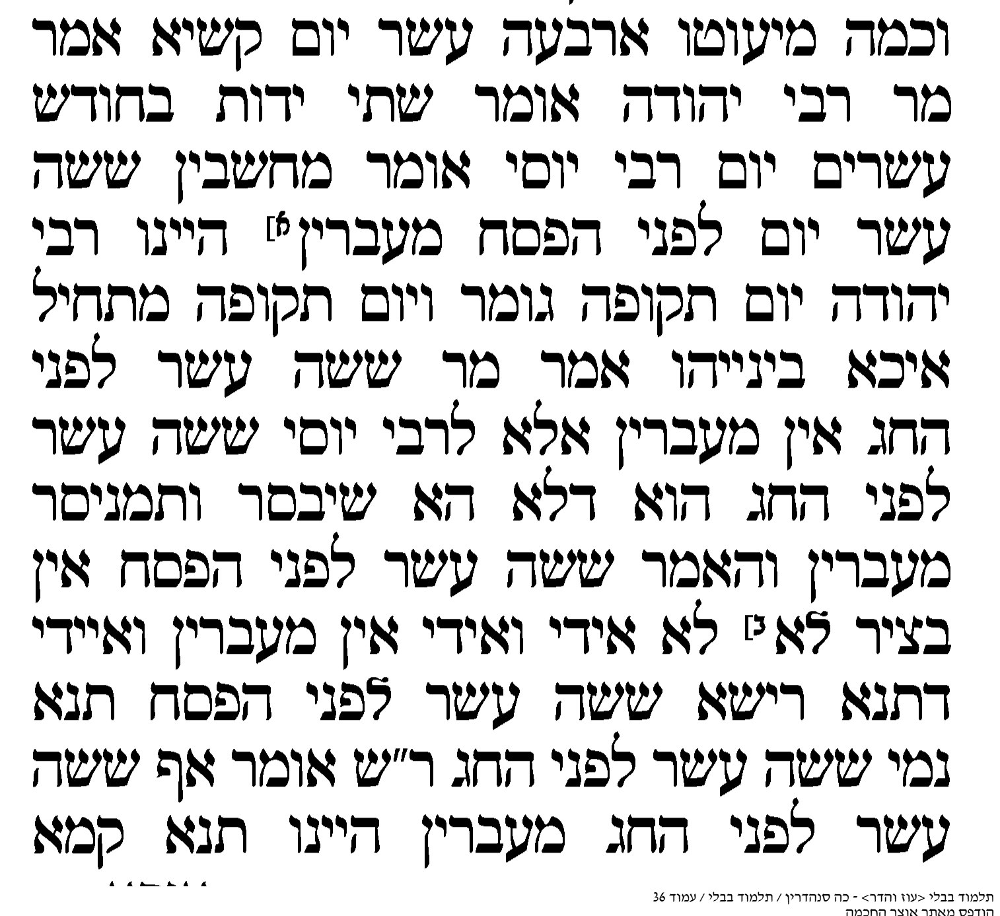 וכמה מיעוטו ארבעה עשר יום קשיא אמר
מר רבי יהודה אומר שתי ידות בחודש
עשרים יום רבי יוסי אומר מחשבין ששה
עשר יום לפני הפסח מעברין א] היינו רבי
יהודה יום תקופה גומר ויום תקופה מתחיל
איכא בינייהו אמר מר ששה עשר לפני
החג אין מעברין אלא לרבי יוסי ששה עשר
לפני החג הוא דלא הא שיבסר ותמניסר
מעברין והאמר ששה עשר לפני הפסח אין
בציר לא ב] לא אידי ואידי אין מעברין ואיידי
דתנא רישא ששה עשר לפני הפסח תנא
נמי ששה עשר לפני החג ר"ש אומר אף ששה
עשר לפני החג מעברין היינו תנא קמא
תלמוד בבלי <עוז והדר> - כה סנהדרין / תלמוד בבלי / עמוד 36
הודפס מאתר אוצר החכמה